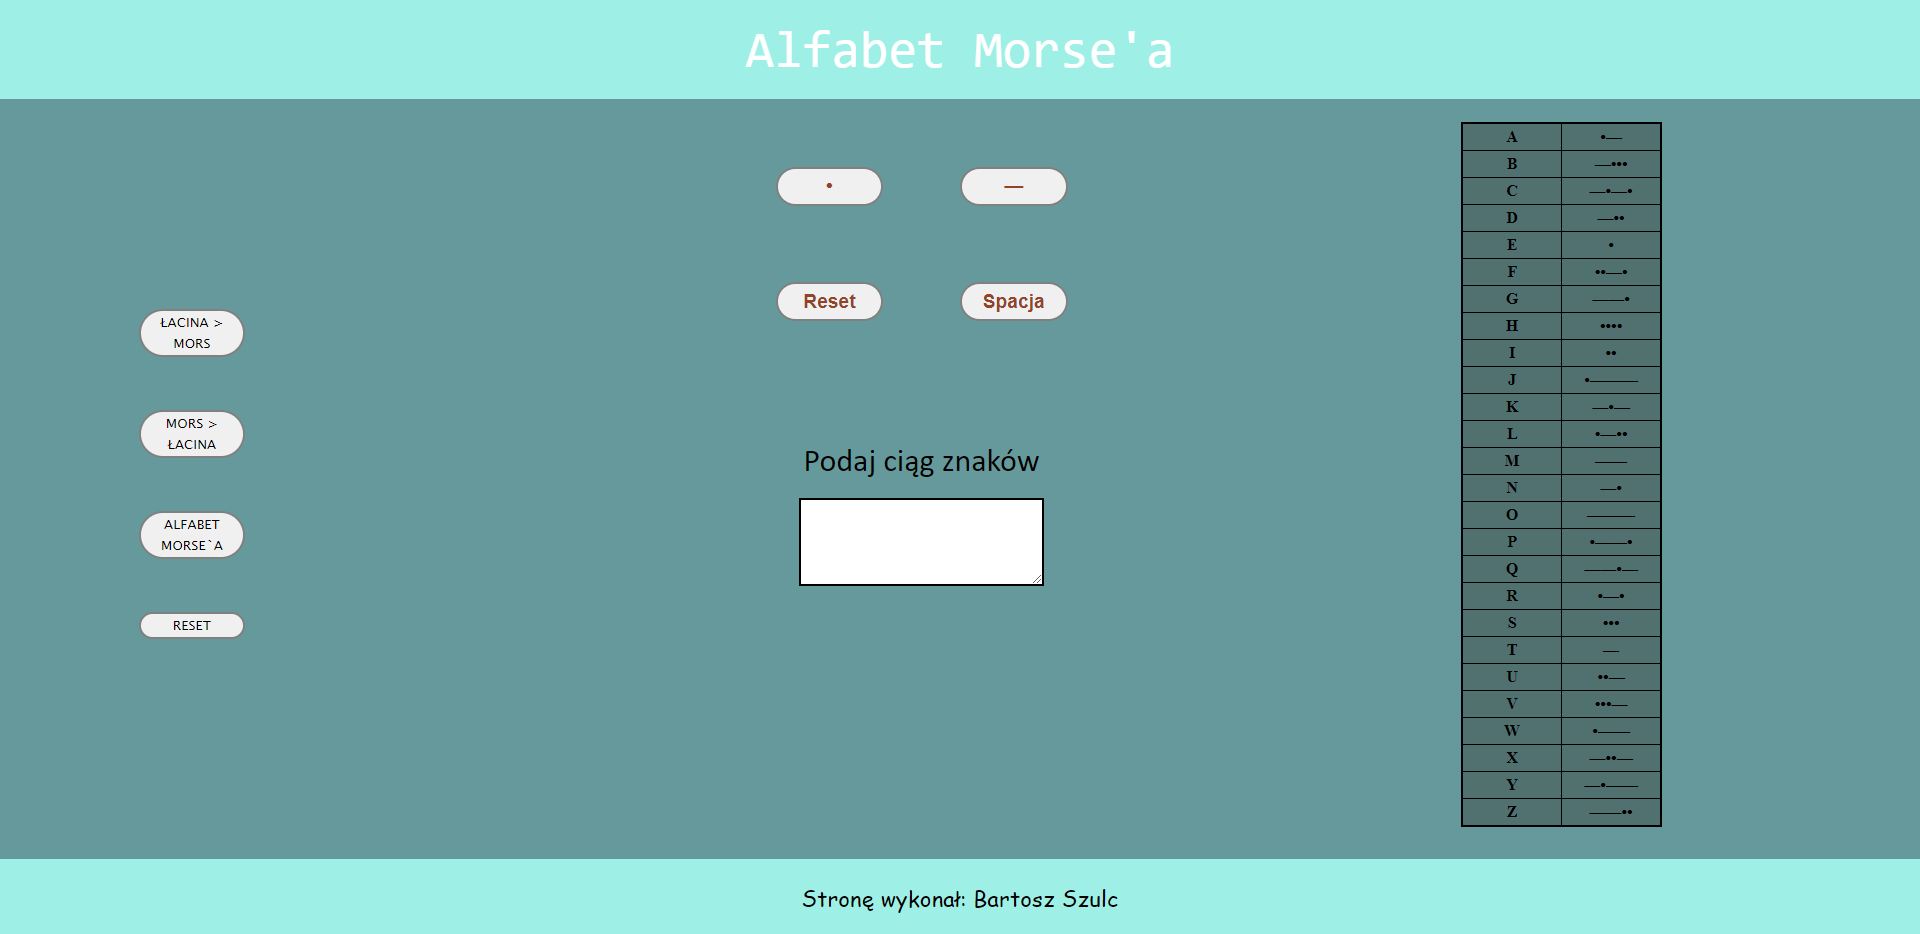 Alfabet Morse'a
ŁACINA >
MORS
MORS >
ŁACINA
ALFABET
MORSE`A
RESET
• —
Reset Spacja
Podaj ciąg znaków
A •—
B —•••
C —•—•
D —••
E •
F ••—•
G ——•
H ••••
I ••
J •———
K —•—
L •—••
M ——
N —•
O ———
P •——•
Q ——•—
R •—•
S •••
T —
U ••—
V •••—
W •——
X —••—
Y —•——
Z ——••
Stronę wykonał: Bartosz Szulc